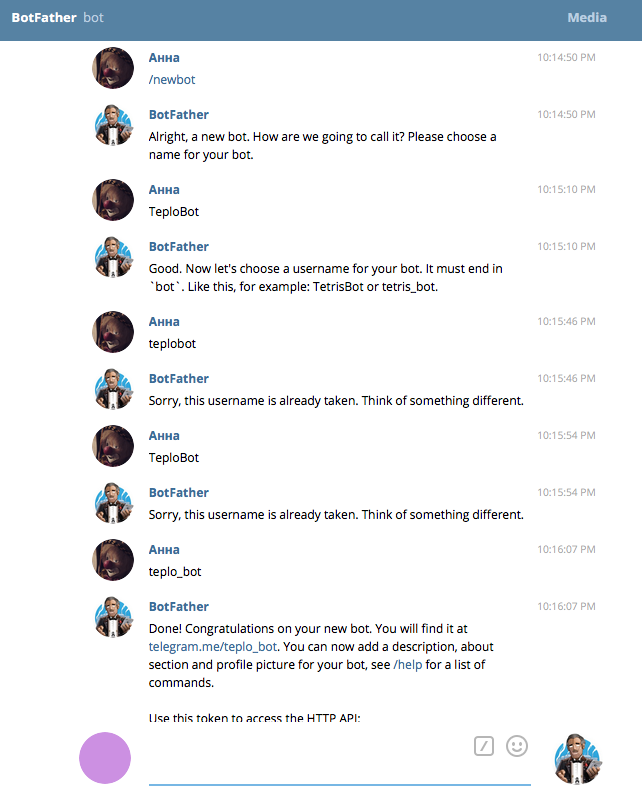 BotFather bot Media
Анна 10:14:50 PM
/newbot
BotFather 10:14:50 PM
Alright, a new bot. How are we going to call it? Please choose a
name for your bot.
Анна 10:15:10 PM
TeploBot
BotFather 10:15:10 PM
Good. Now let's choose a username for your bot. It must end in
`bot`. Like this, for example: TetrisBot or tetris_bot.
Анна 10:15:46 PM
teplobot
BotFather 10:15:46 PM
Sorry, this username is already taken. Think of something different.
Анна 10:15:54 PM
TeploBot
BotFather 10:15:54 PM
Sorry, this username is already taken. Think of something different.
Анна 10:16:07 PM
teplo_bot
BotFather 10:16:07 PM
Done! Congratulations on your new bot. You will find it at
telegram.me/teplo_bot. You can now add a description, about
section and profile picture for your bot, see /help for a list of
commands.
Use this token to access the HTTP API: